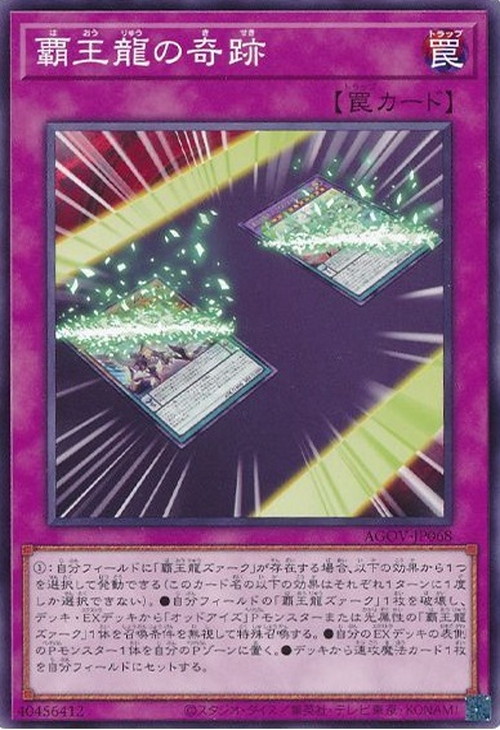 覇王龍の奇跡
罠
【罠カード】
AGOV-JP068
①：自分フィールドに「覇王龍ズァーク」が存在する場合、以下の効果から1つ
を選択して発動できる(このカード名の以下の効果はそれぞれ1ターンに1度
しか選択できない)。●自分フィールドの「覇王龍ズァーク」1枚を破壊し、
デッキ・EXデッキから「オッドアイズ」Pモンスターまたは光属性の「覇王龍
ズァーク」1体を召喚条件を無視して特殊召喚する。●自分のEXデッキの表側
のPモンスター1体を自分のPゾーンに置く。●デッキから速攻魔法カード1枚
を自分フィールドにセットする。
40456412
©スタジオ・ダイス／集英社・テレビ東京・KONAMI